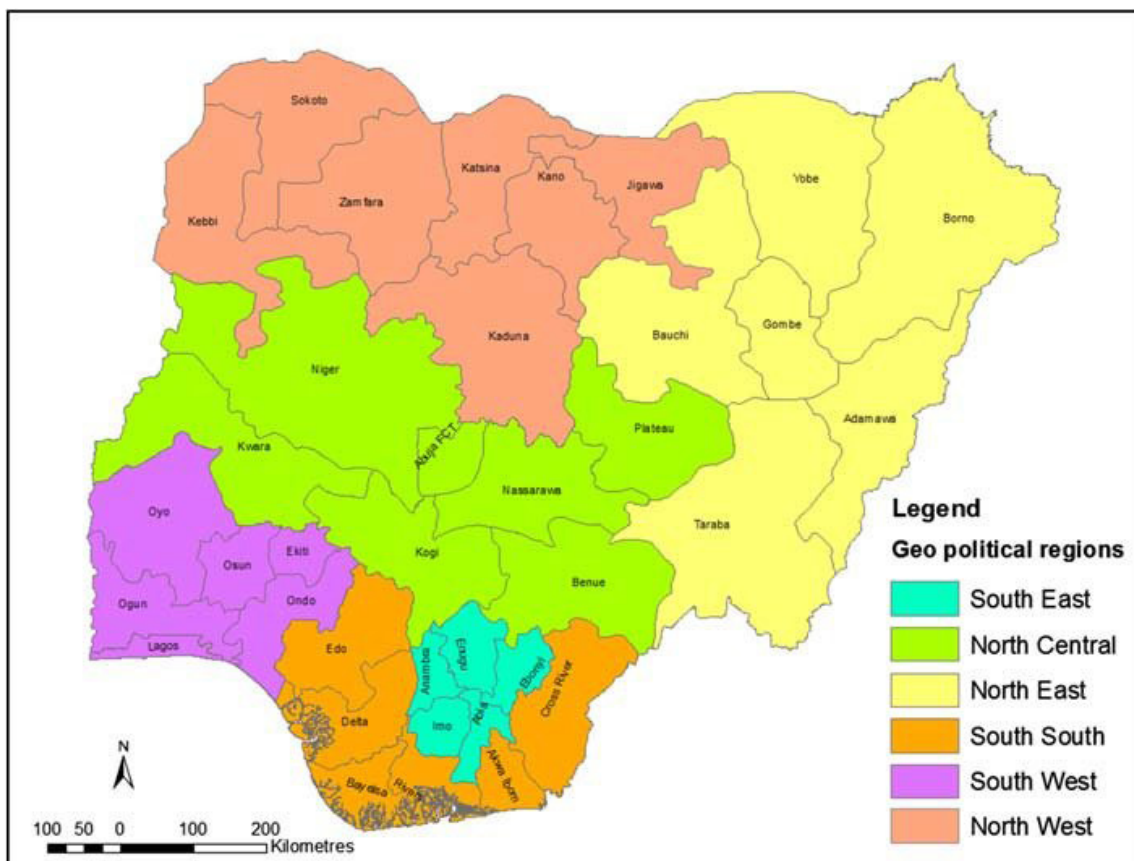 Sokoto
Katsina
Kano
Jigawa
Yobe
Zamfara
Kebbi
Borno
Kaduna
Bauchi
Gombe
Niger
Adamawa
Plateau
Abuja FCT
Kwara
Nassarawa
Oyo
Taraba
Kogi
Ekiti
Osun
Benue
Ogun
Ondo
Lagos
Edo
Anambra
Enugu
Ebonyi
Cross River
Delta
Imo
Abia
Bayelsa
Rivers
Akwa Ibom
Legend
Geo political regions
South East
North Central
North East
South South
South West
North West
N
100 50 0 100 200
Kilometres